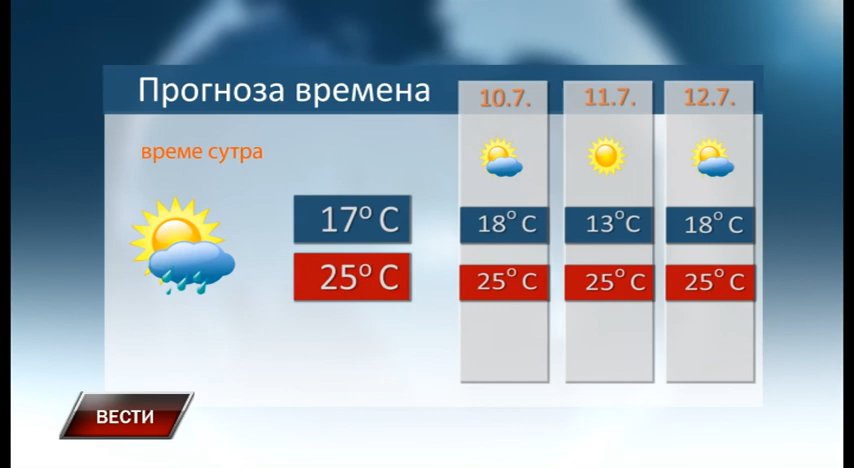 Прогноза времена
време сутра
17° C
25° C
10.7. 11.7. 12.7.
18° C 13°C 18° C
25° C 25° C 25° C
ВЕСТИ